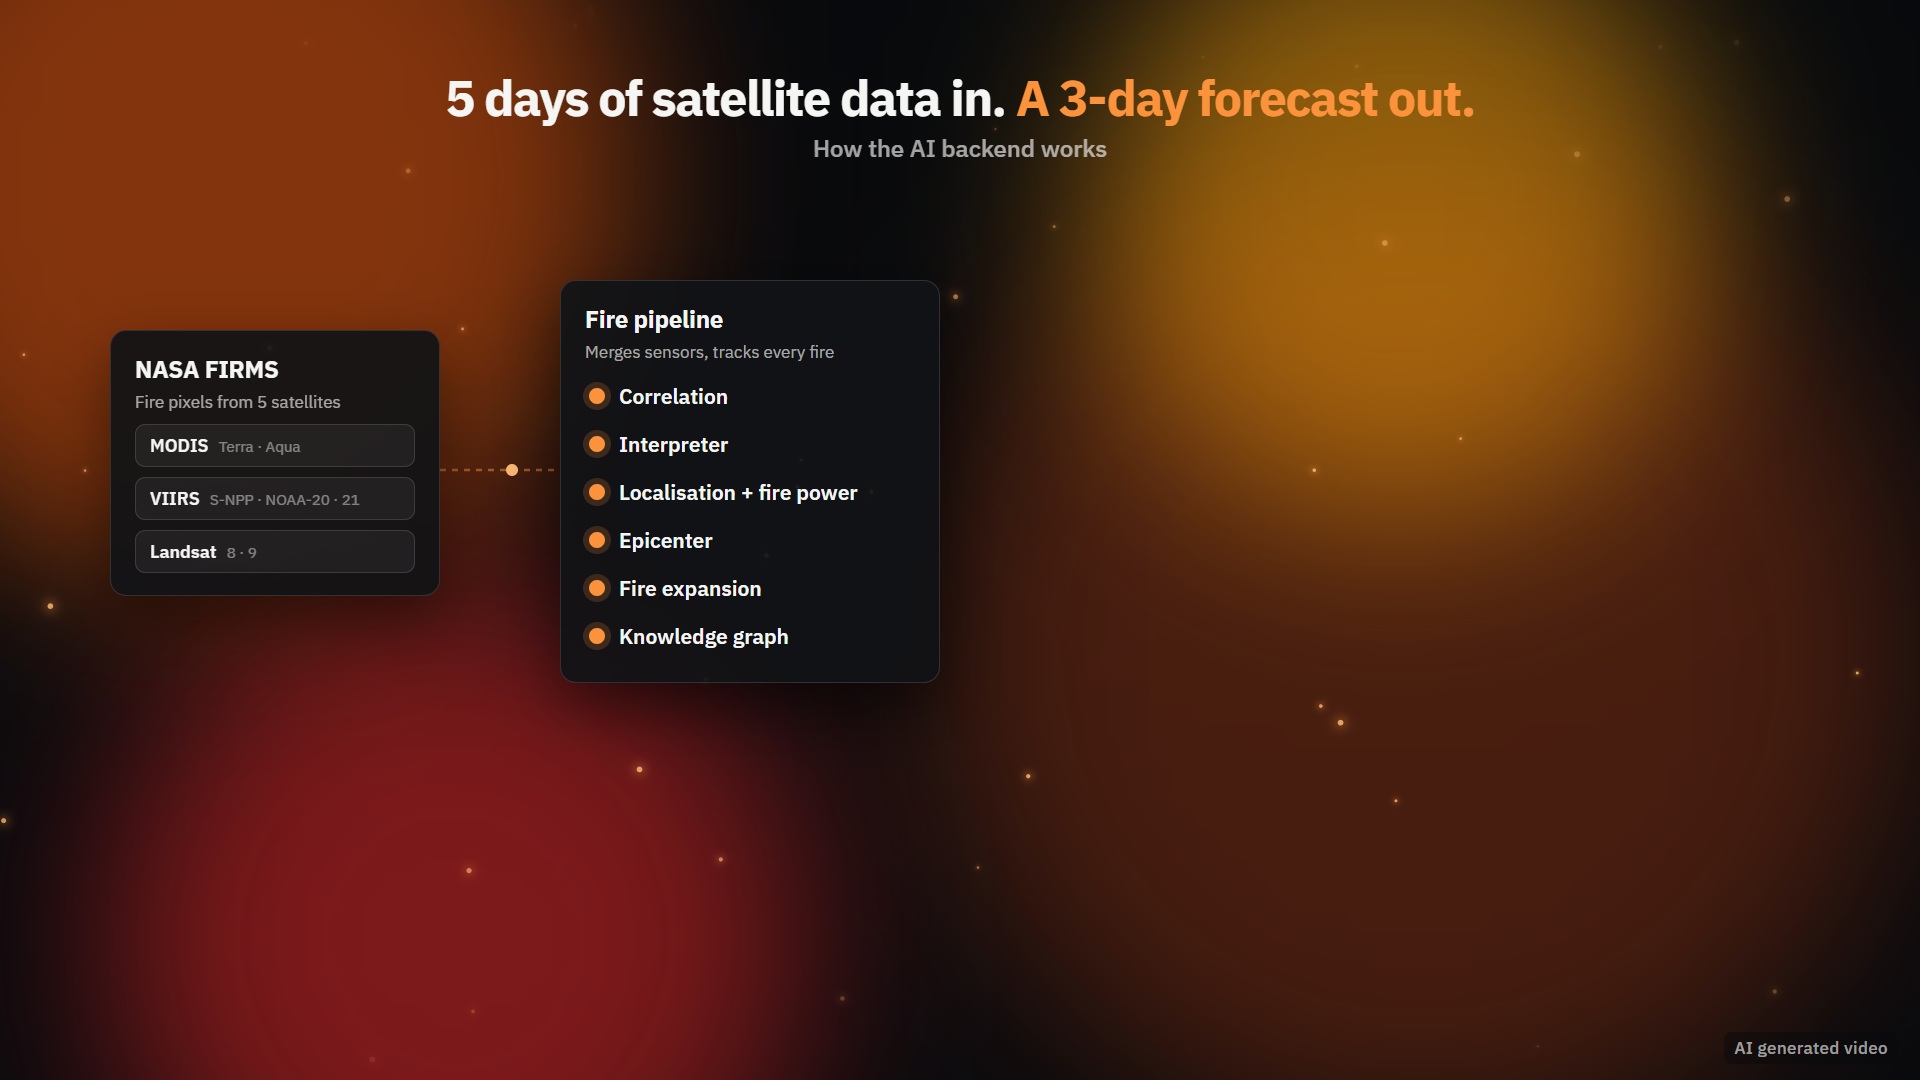 5 days of satellite data in. A 3-day forecast out.
How the AI backend works
NASA FIRMS
Fire pixels from 5 satellites
MODIS Terra · Aqua
VIIRS S-NPP · NOAA-20 · 21
Landsat 8 · 9
Fire pipeline
Merges sensors, tracks every fire
Correlation
Interpreter
Localisation + fire power
Epicenter
Fire expansion
Knowledge graph
AI generated video